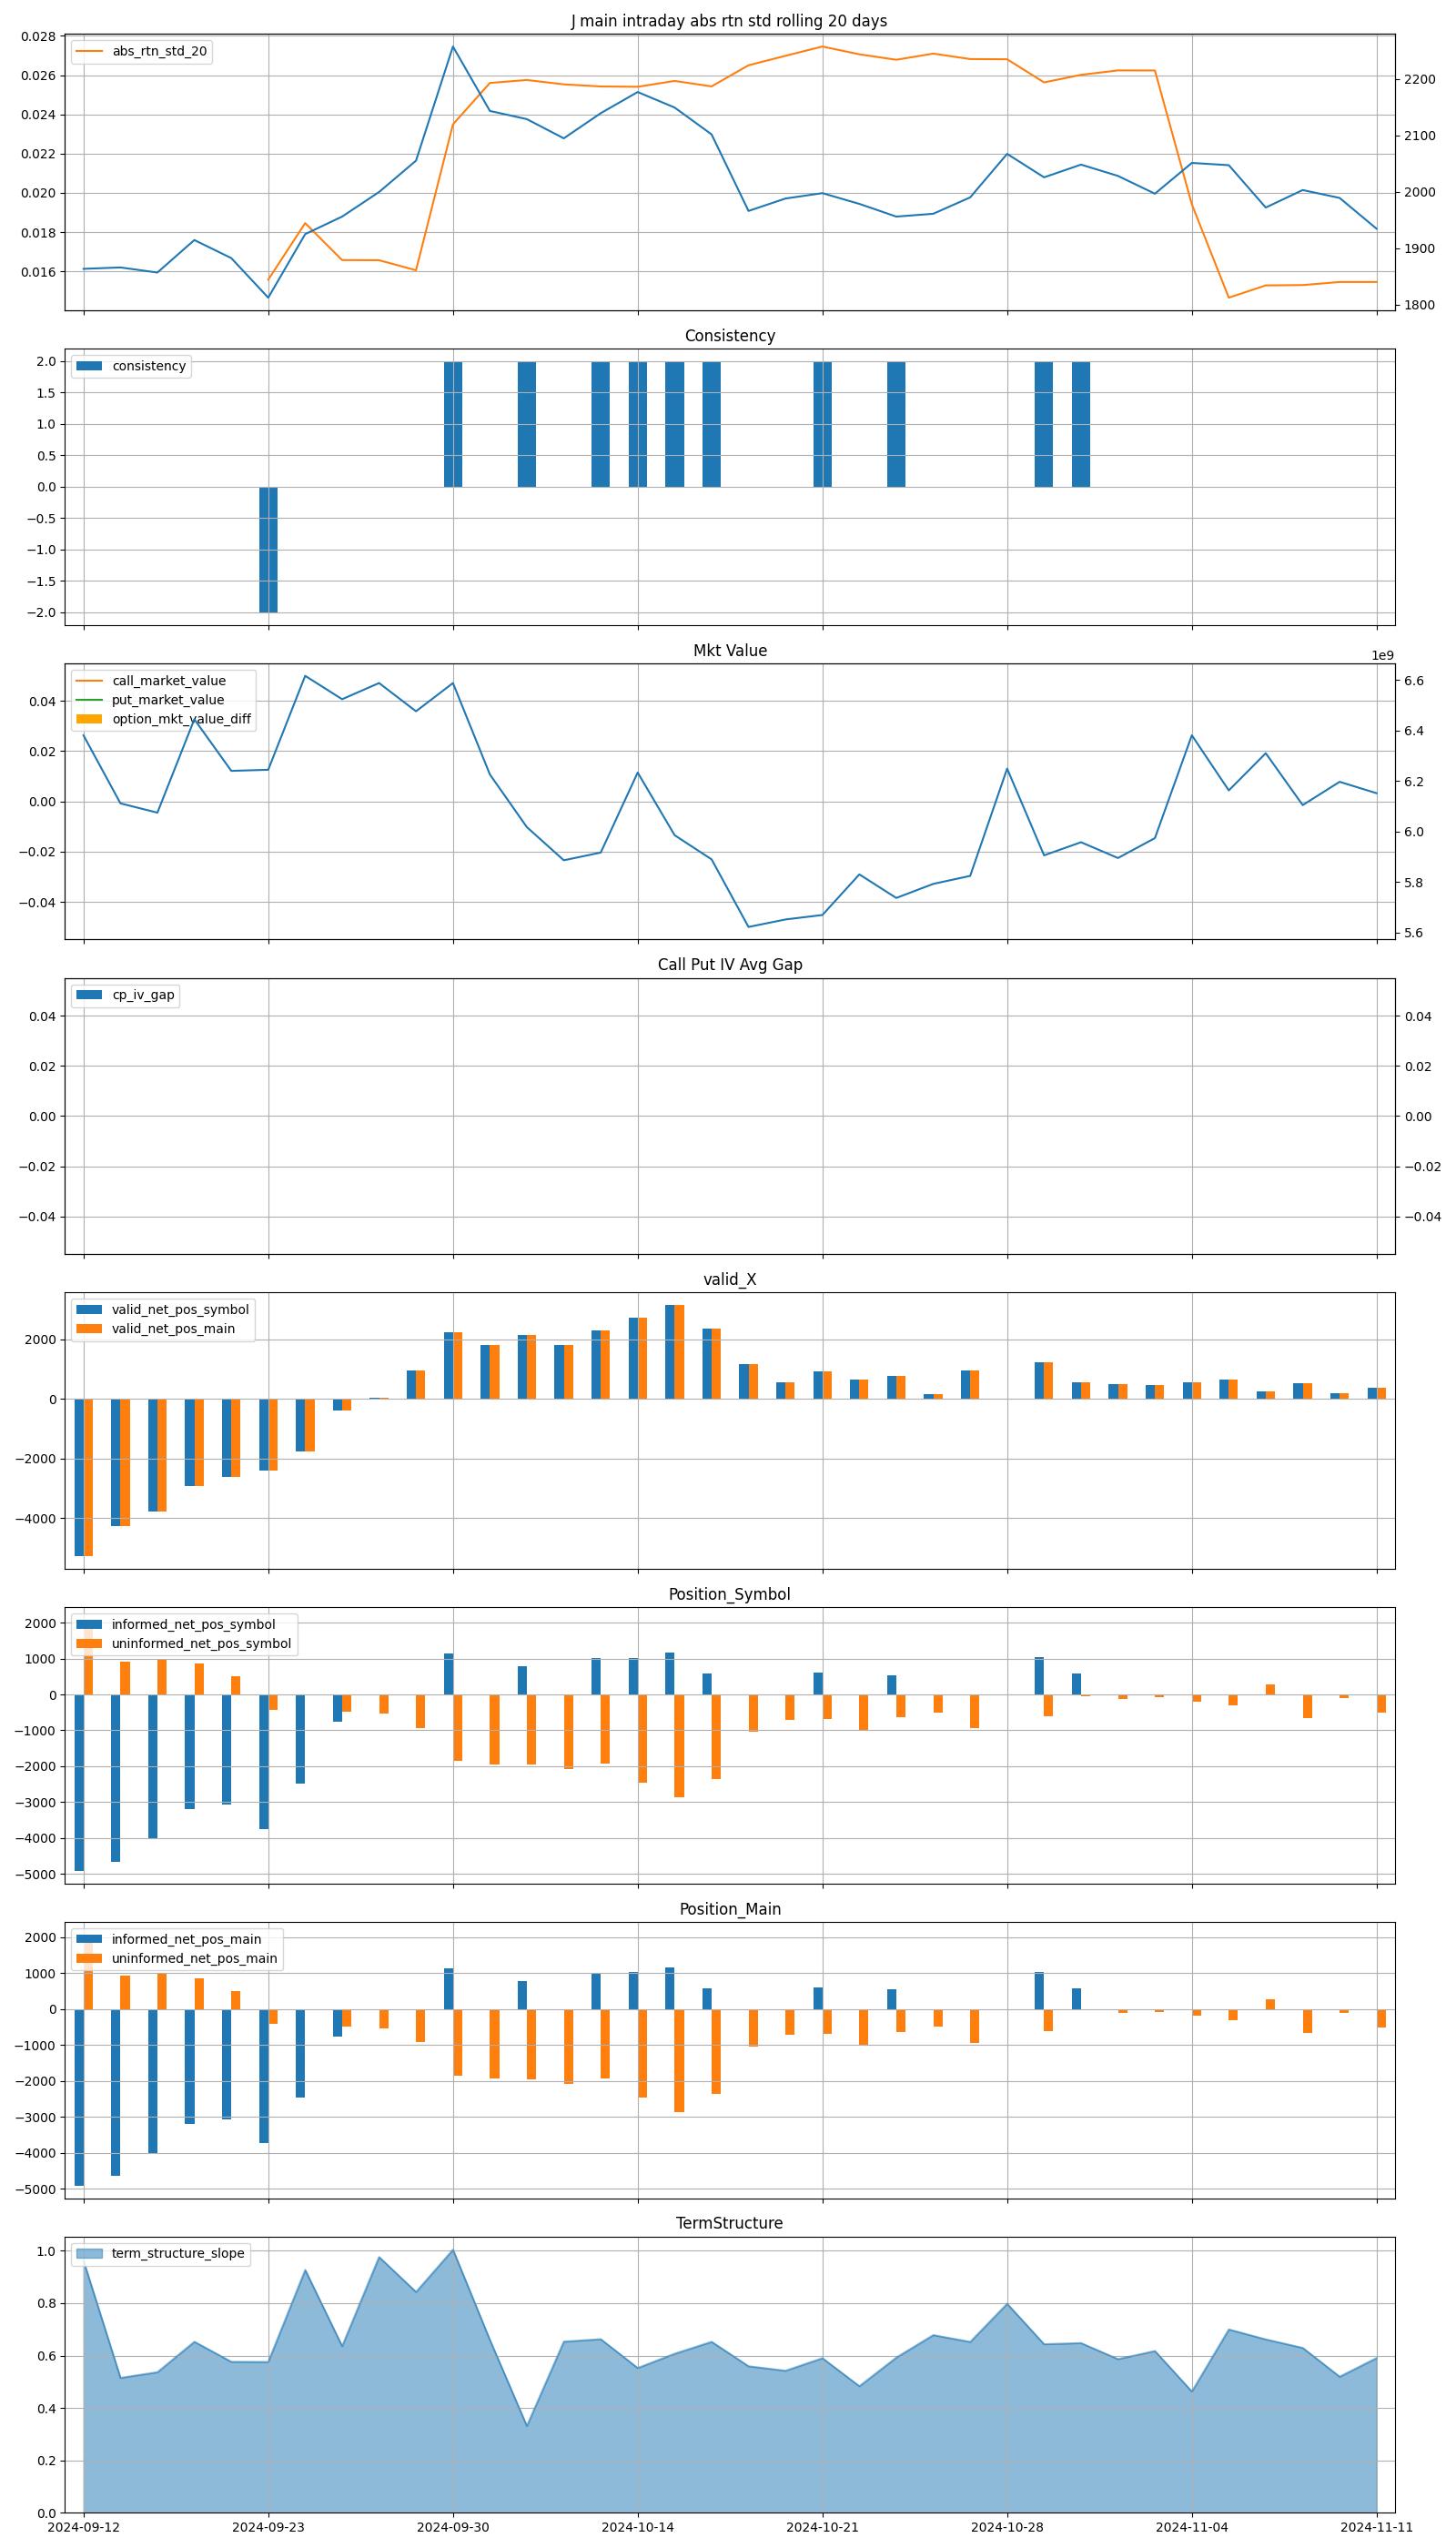 J main intraday abs rtn std rolling 20 days
abs_rtn_std_20
0.028
0.026
0.024
0.022
0.020
0.018
0.016
2200
2100
2000
1900
1800
Consistency
consistency
2.0
1.5
1.0
0.5
0.0
−0.5
−1.0
−1.5
−2.0
Mkt Value
1e9
call_market_value
put_market_value
option_mkt_value_diff
0.04
0.02
0.00
−0.02
−0.04
6.6
6.4
6.2
6.0
5.8
5.6
Call Put IV Avg Gap
cp_iv_gap
0.04
0.02
0.00
−0.02
−0.04
0.04
0.02
0.00
−0.02
−0.04
valid_X
valid_net_pos_symbol
valid_net_pos_main
2000
0
−2000
−4000
Position_Symbol
informed_net_pos_symbol
uninformed_net_pos_symbol
2000
1000
0
−1000
−2000
−3000
−4000
−5000
Position_Main
informed_net_pos_main
uninformed_net_pos_main
2000
1000
0
−1000
−2000
−3000
−4000
−5000
TermStructure
term_structure_slope
1.0
0.8
0.6
0.4
0.2
0.0
2024-09-12 2024-09-23 2024-09-30 2024-10-14 2024-10-21 2024-10-28 2024-11-04 2024-11-11